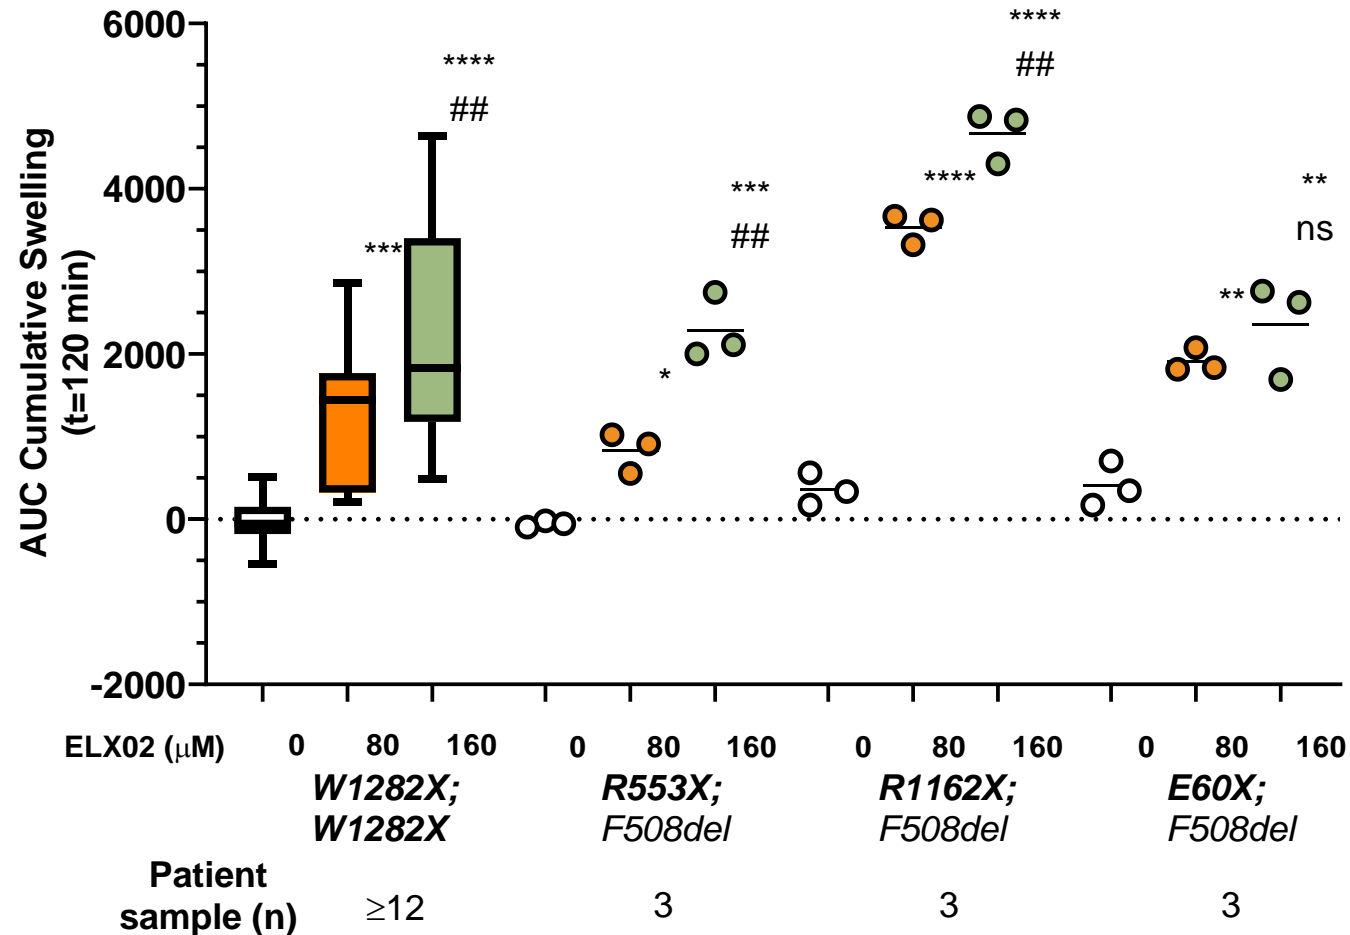 AUC Cumulative Swelling
(t=120 min)
6000
4000
2000
0
-2000
****
##
***
***
##
*
****
##
****
**
ns
**
ELX02 (μM) 0 80 160 0 80 160 0 80 160 0 80 160
W1282X; R553X; R1162X; E60X;
W1282X F508del F508del F508del
Patient
sample (n) ≥12 3 3 3